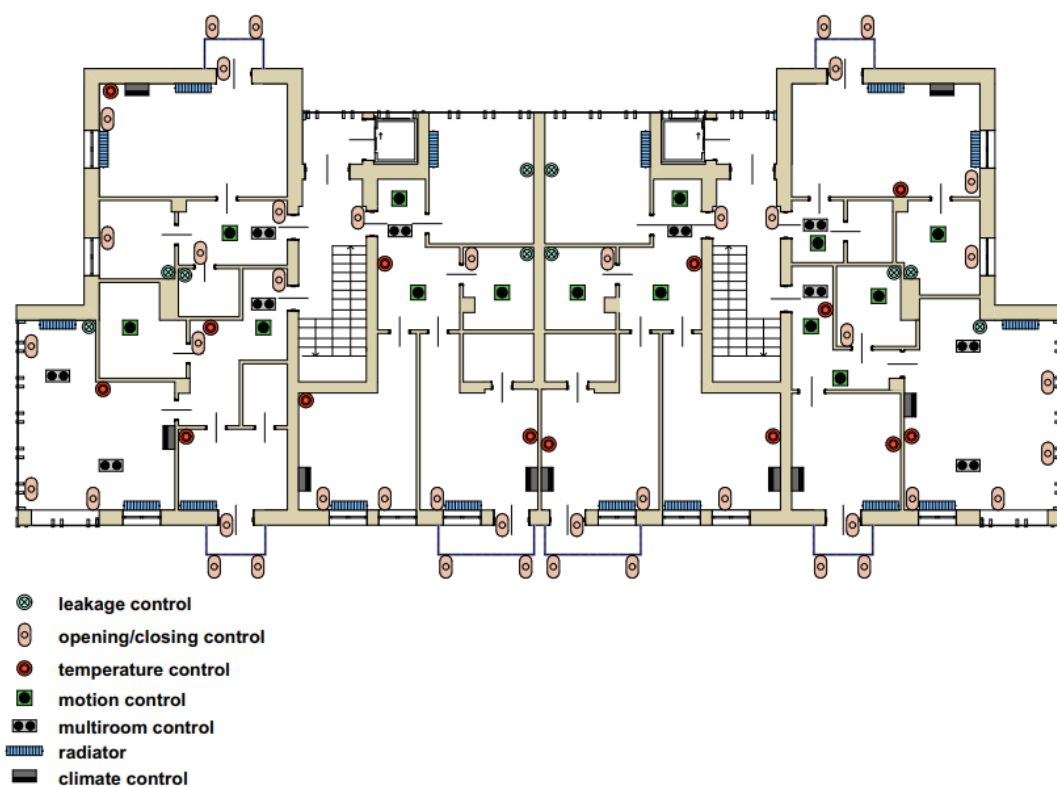 leakage control
opening/closing control
temperature control
motion control
multiroom control
radiator
climate control